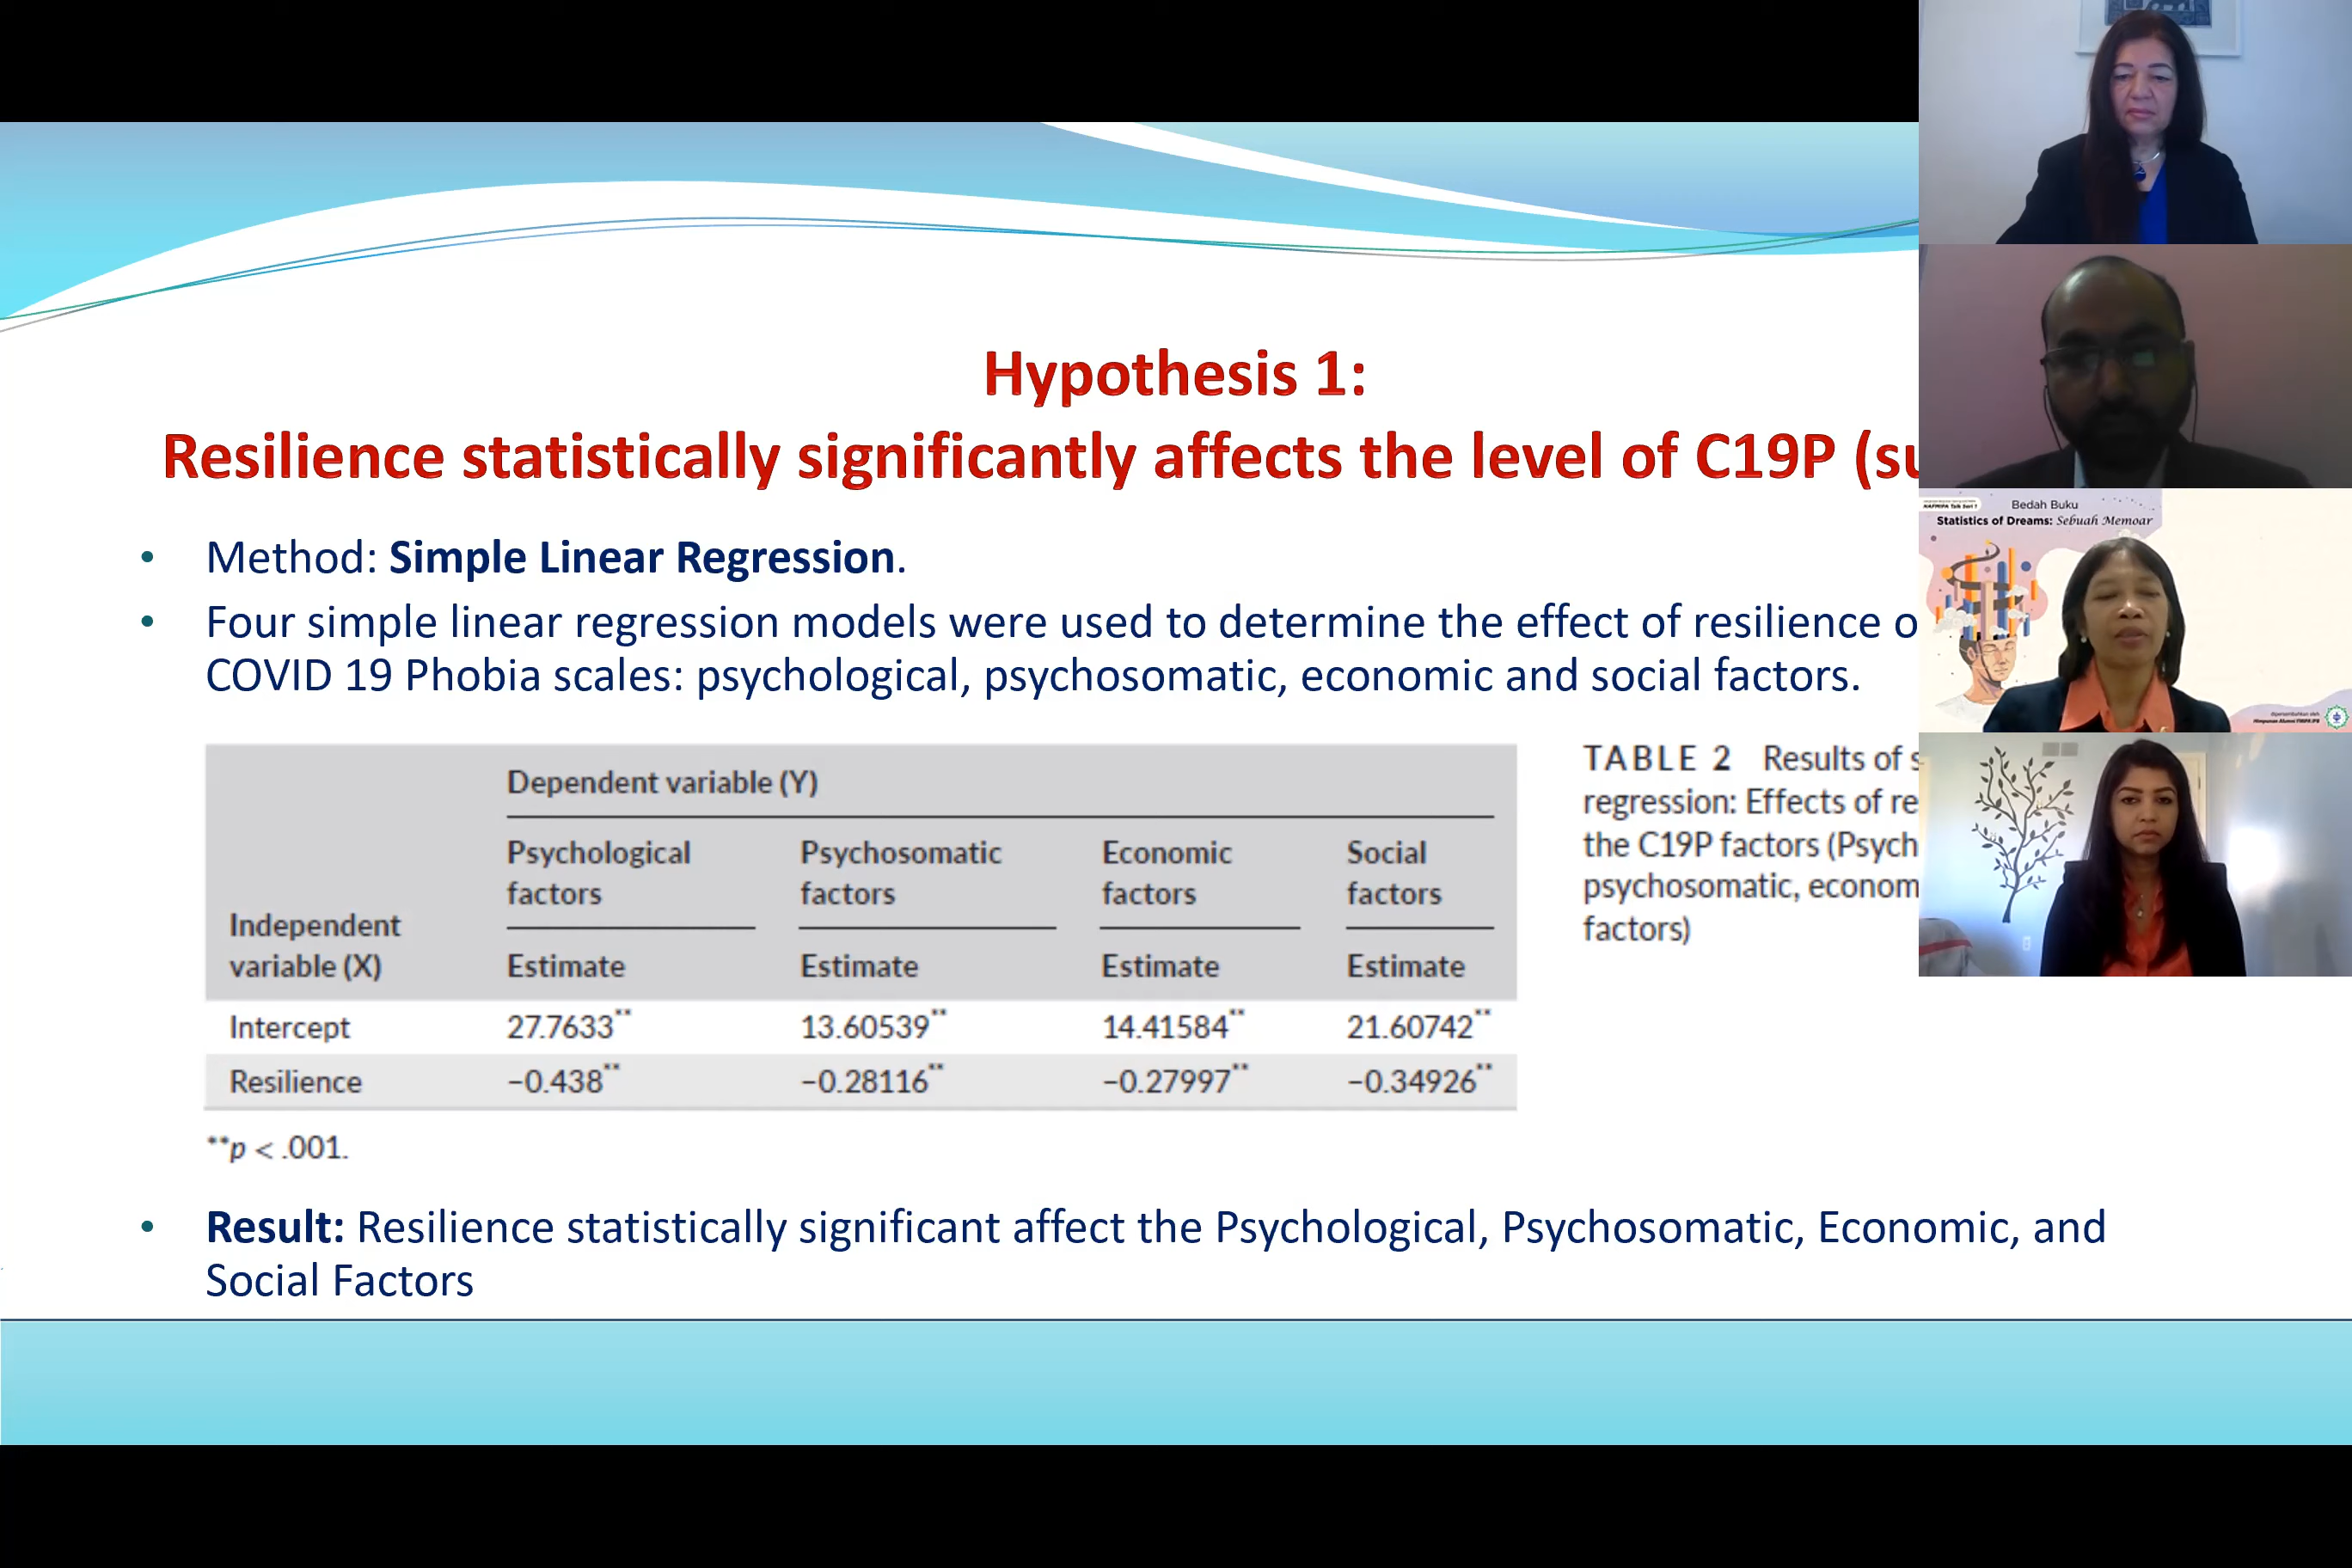 Hypothesis 1:
Resilience statistically significantly affects the level of C19P (su
• Method: Simple Linear Regression.
• Four simple linear regression models were used to determine the effect of resilience o
COVID 19 Phobia scales: psychological, psychosomatic, economic and social factors.
Dependent variable (Y)
Psychological factors
Psychosomatic factors
Economic factors
Social factors
Independent variable (X)
Estimate Estimate Estimate Estimate
Intercept 27.7633** 13.60539** 14.41584** 21.60742**
Resilience −0.438** −0.28116** −0.27997** −0.34926**
**p < .001.
TABLE 2 Results of s
regression: Effects of re
the C19P factors (Psych
psychosomatic, econom
factors)
• Result: Resilience statistically significant affect the Psychological, Psychosomatic, Economic, and
Social Factors
Bedah Buku
Statistics of Dreams: Sebuah Memoar
Himpunan Alumni FMIPA IPB